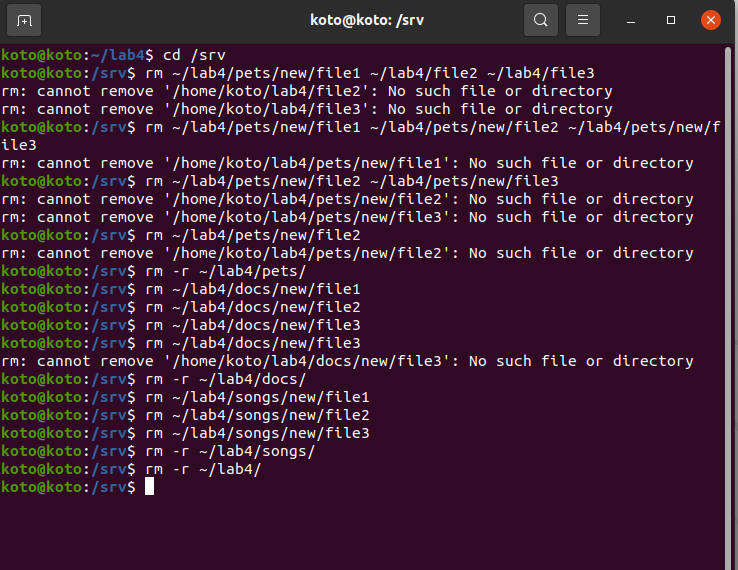 koto@koto: /srv
koto@koto:~/lab4$ cd /srv
koto@koto:/srv$ rm ~/lab4/pets/new/file1 ~/lab4/file2 ~/lab4/file3
rm: cannot remove '/home/koto/lab4/file2': No such file or directory
rm: cannot remove '/home/koto/lab4/file3': No such file or directory
koto@koto:/srv$ rm ~/lab4/pets/new/file1 ~/lab4/pets/new/file2 ~/lab4/pets/new/f
ile3
rm: cannot remove '/home/koto/lab4/pets/new/file1': No such file or directory
koto@koto:/srv$ rm ~/lab4/pets/new/file2 ~/lab4/pets/new/file3
rm: cannot remove '/home/koto/lab4/pets/new/file2': No such file or directory
rm: cannot remove '/home/koto/lab4/pets/new/file3': No such file or directory
koto@koto:/srv$ rm ~/lab4/pets/new/file2
rm: cannot remove '/home/koto/lab4/pets/new/file2': No such file or directory
koto@koto:/srv$ rm -r ~/lab4/pets/
koto@koto:/srv$ rm ~/lab4/docs/new/file1
koto@koto:/srv$ rm ~/lab4/docs/new/file2
koto@koto:/srv$ rm ~/lab4/docs/new/file3
koto@koto:/srv$ rm ~/lab4/docs/new/file3
rm: cannot remove '/home/koto/lab4/docs/new/file3': No such file or directory
koto@koto:/srv$ rm -r ~/lab4/docs/
koto@koto:/srv$ rm ~/lab4/songs/new/file1
koto@koto:/srv$ rm ~/lab4/songs/new/file2
koto@koto:/srv$ rm ~/lab4/songs/new/file3
koto@koto:/srv$ rm -r ~/lab4/songs/
koto@koto:/srv$ rm -r ~/lab4/
koto@koto:/srv$